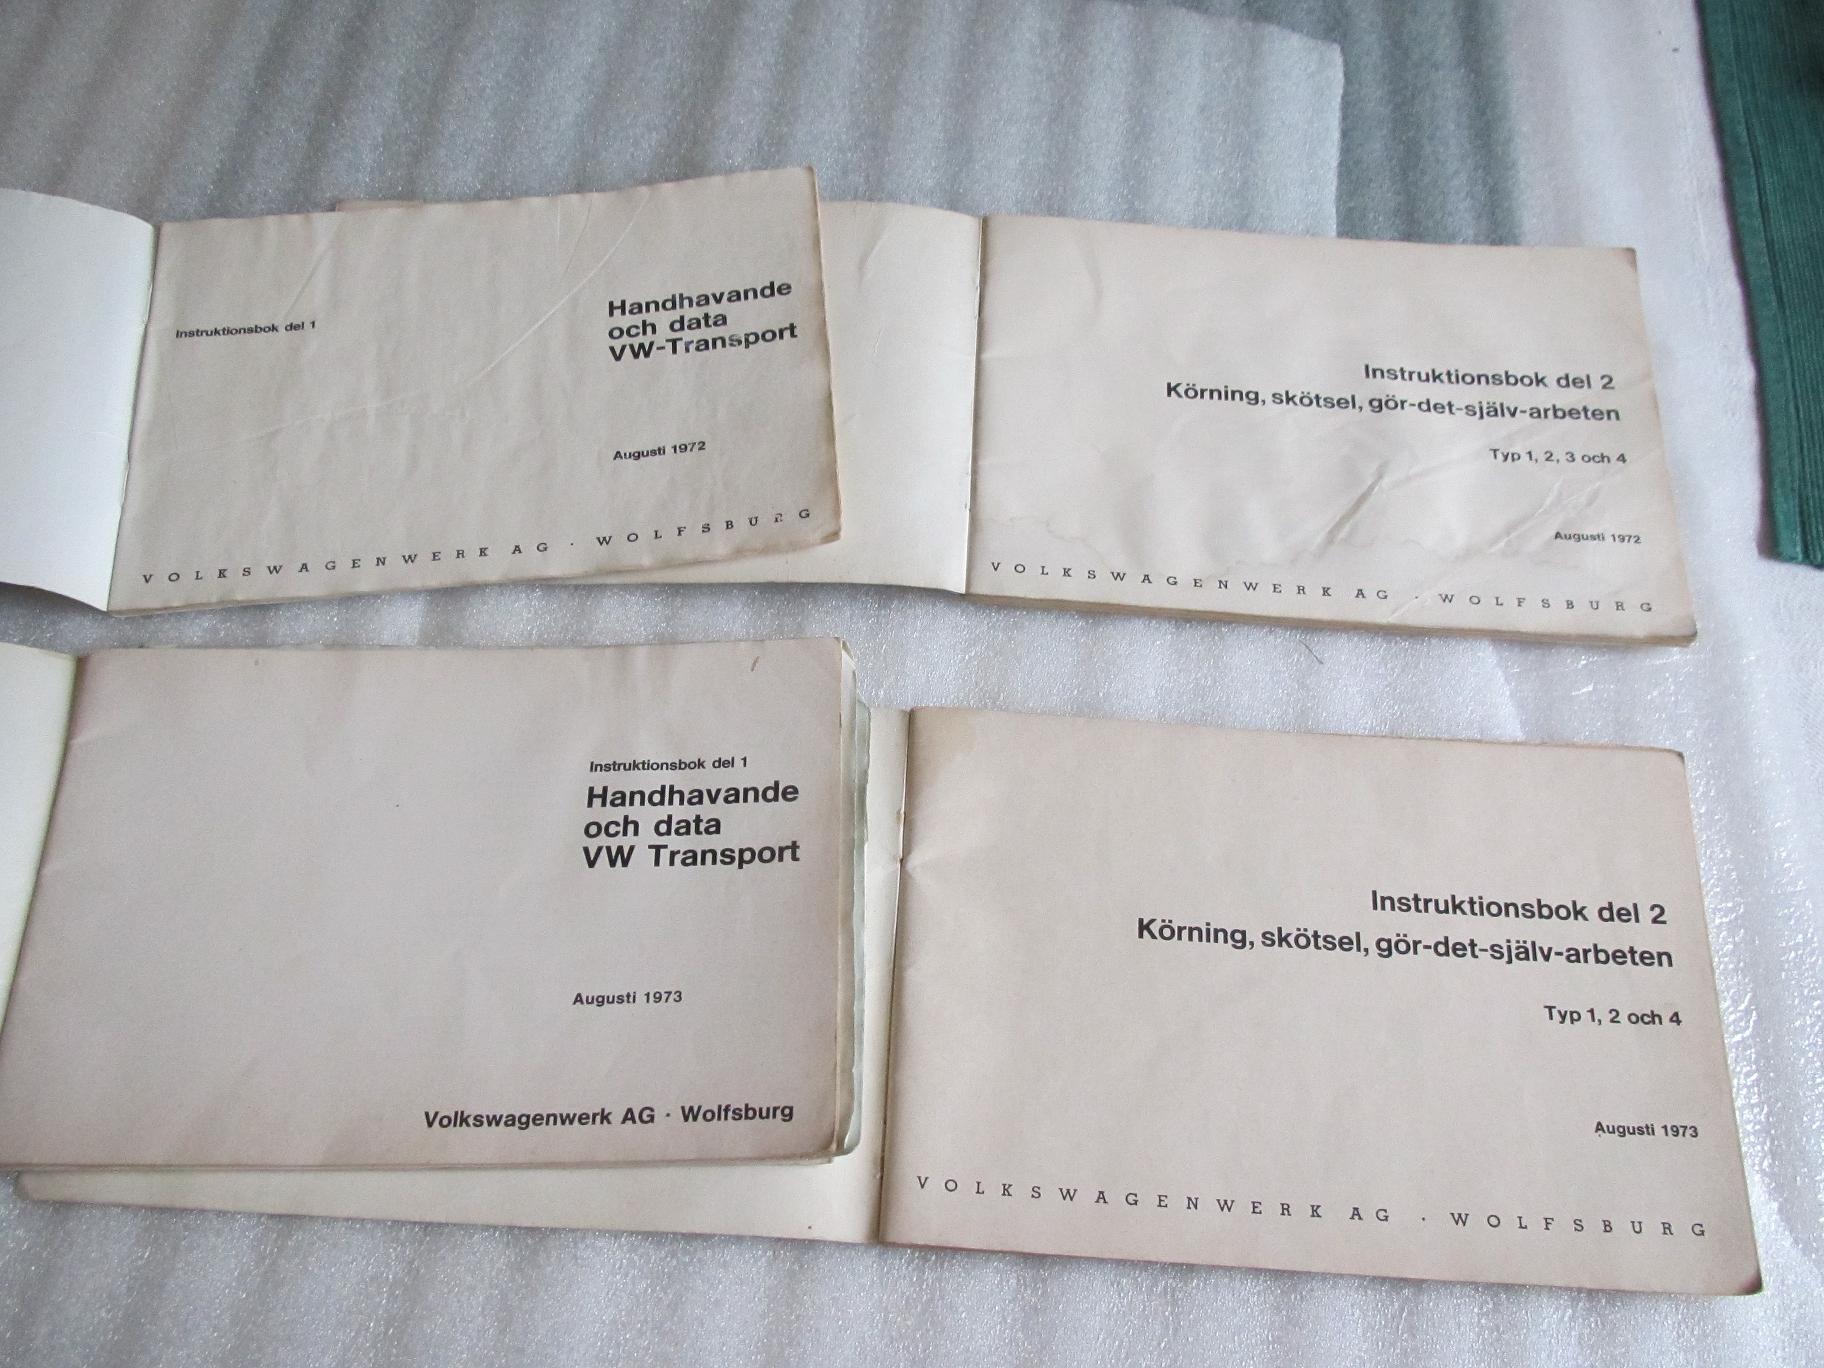 Instruktionsbok del 1
Handhavande
och data
VW-Transport
Augusti 1972
VOLKSWAGENWERK AG · WOLFSBURG
Instruktionsbok del 2
Körning, skötsel, gör-det-själv-arbeten
Typ 1, 2, 3 och 4
Augusti 1972
VOLKSWAGENWERK AG · WOLFSBURG
Instruktionsbok del 1
Handhavande
och data
VW Transport
Augusti 1973
Volkswagenwerk AG · Wolfsburg
Instruktionsbok del 2
Körning, skötsel, gör-det-själv-arbeten
Typ 1, 2 och 4
Augusti 1973
VOLKSWAGENWERK AG · WOLFSBURG